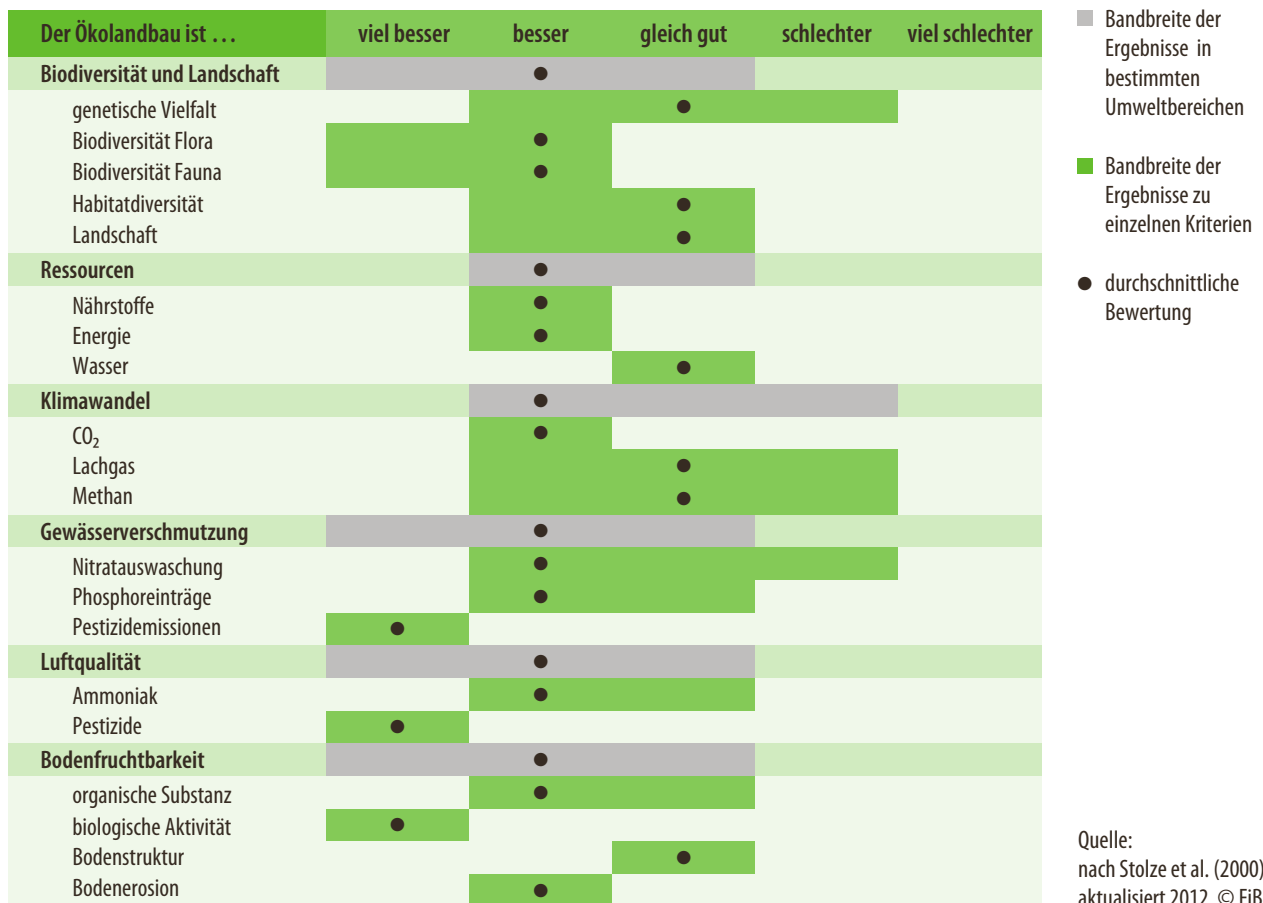 Der Ökolandbau ist … viel besser besser gleich gut schlechter viel schlechter
Biodiversität und Landschaft
genetische Vielfalt
Biodiversität Flora
Biodiversität Fauna
Habitatdiversität
Landschaft
Ressourcen
Nährstoffe
Energie
Wasser
Klimawandel
CO₂
Lachgas
Methan
Gewässerverschmutzung
Nitratauswaschung
Phosphoreinträge
Pestizidemissionen
Luftqualität
Ammoniak
Pestizide
Bodenfruchtbarkeit
organische Substanz
biologische Aktivität
Bodenstruktur
Bodenerosion
Bandbreite der
Ergebnisse in
bestimmten
Umweltbereichen
Bandbreite der
Ergebnisse zu
einzelnen Kriterien
durchschnittliche
Bewertung
Quelle:
nach Stolze et al. (2000)
aktualisiert 2012 © FiB